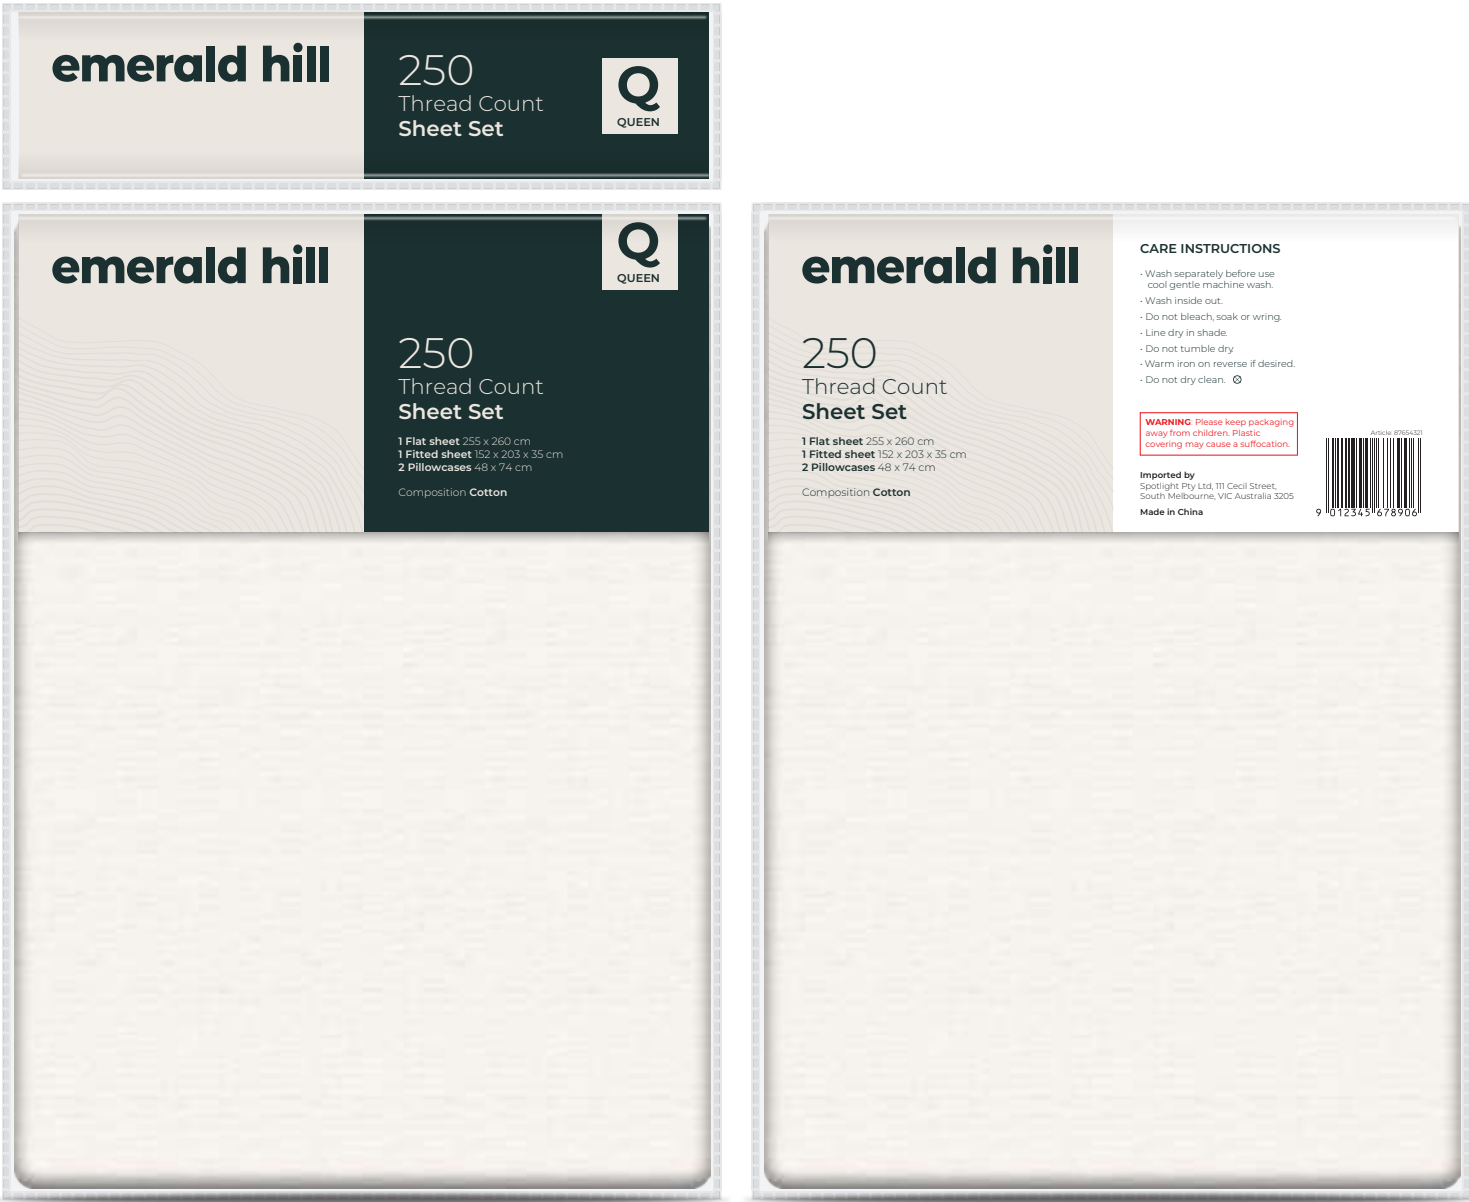 emerald hill
250
Thread Count
Sheet Set
Q
QUEEN
emerald hill
Q
QUEEN
250
Thread Count
Sheet Set
1 Flat sheet 255 x 260 cm
1 Fitted sheet 152 x 203 x 35 cm
2 Pillowcases 48 x 74 cm
Composition Cotton
emerald hill
250
Thread Count
Sheet Set
1 Flat sheet 255 x 260 cm
1 Fitted sheet 152 x 203 x 35 cm
2 Pillowcases 48 x 74 cm
Composition Cotton
CARE INSTRUCTIONS
• Wash separately before use
cool gentle machine wash.
• Wash inside out.
• Do not bleach, soak or wring.
• Line dry in shade.
• Do not tumble dry.
• Warm iron on reverse if desired.
• Do not dry clean.
WARNING: Please keep packaging
away from children. Plastic
covering may cause a suffocation.
Imported by
Spotlight Pty Ltd, 111 Cecil Street,
South Melbourne, VIC Australia 3205
Made in China
Article: 87654321
9 012345 678906